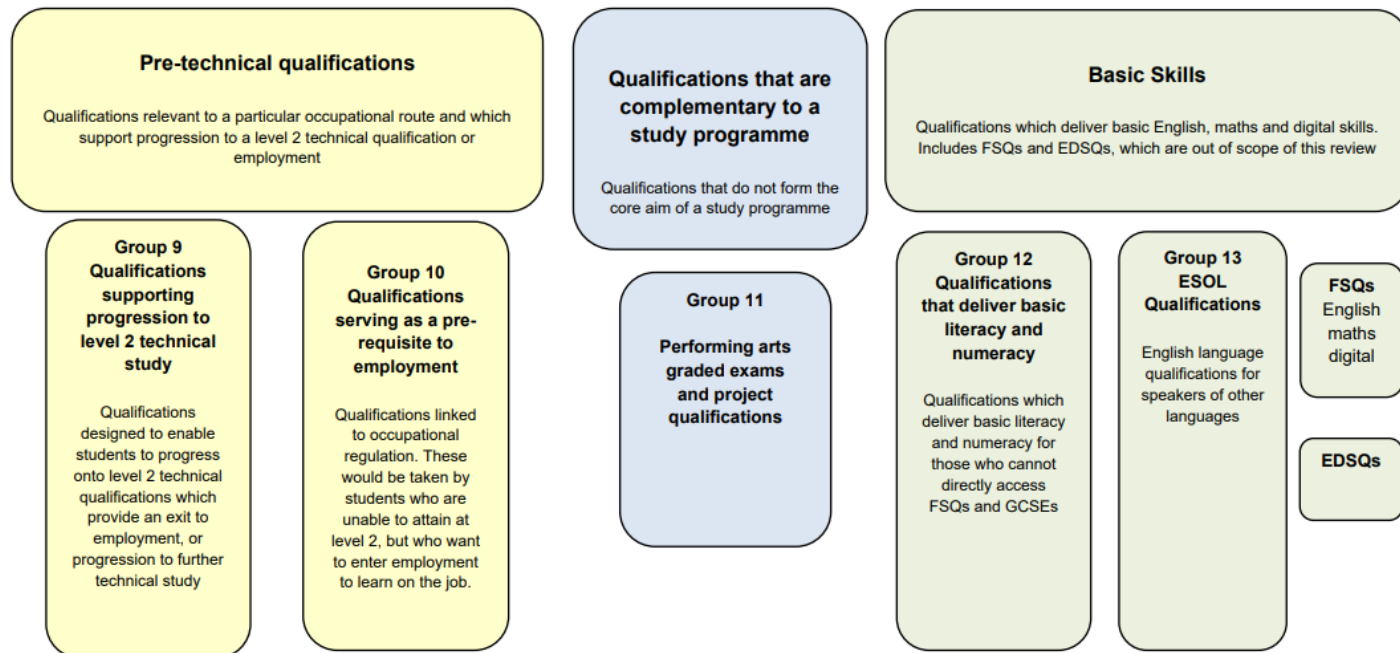 Pre-technical qualifications
Qualifications relevant to a particular occupational route and which
support progression to a level 2 technical qualification or
employment
Qualifications that are
complementary to a
study programme
Qualifications that do not form the
core aim of a study programme
Basic Skills
Qualifications which deliver basic English, maths and digital skills.
Includes FSQs and EDSQs, which are out of scope of this review
Group 9
Qualifications
supporting
progression to
level 2 technical
study
Qualifications
designed to enable
students to progress
onto level 2 technical
qualifications which
provide an exit to
employment, or
progression to further
technical study
Group 10
Qualifications
serving as a pre-
requisite to
employment
Qualifications linked
to occupational
regulation. These
would be taken by
students who are
unable to attain at
level 2, but who want
to enter employment
to learn on the job.
Group 11
Performing arts
graded exams
and project
qualifications
Group 12
Qualifications
that deliver basic
literacy and
numeracy
Qualifications which
deliver basic literacy
and numeracy for
those who cannot
directly access
FSQs and GCSEs
Group 13
ESOL
Qualifications
English language
qualifications for
speakers of other
languages
FSQs
English
maths
digital
EDSQs